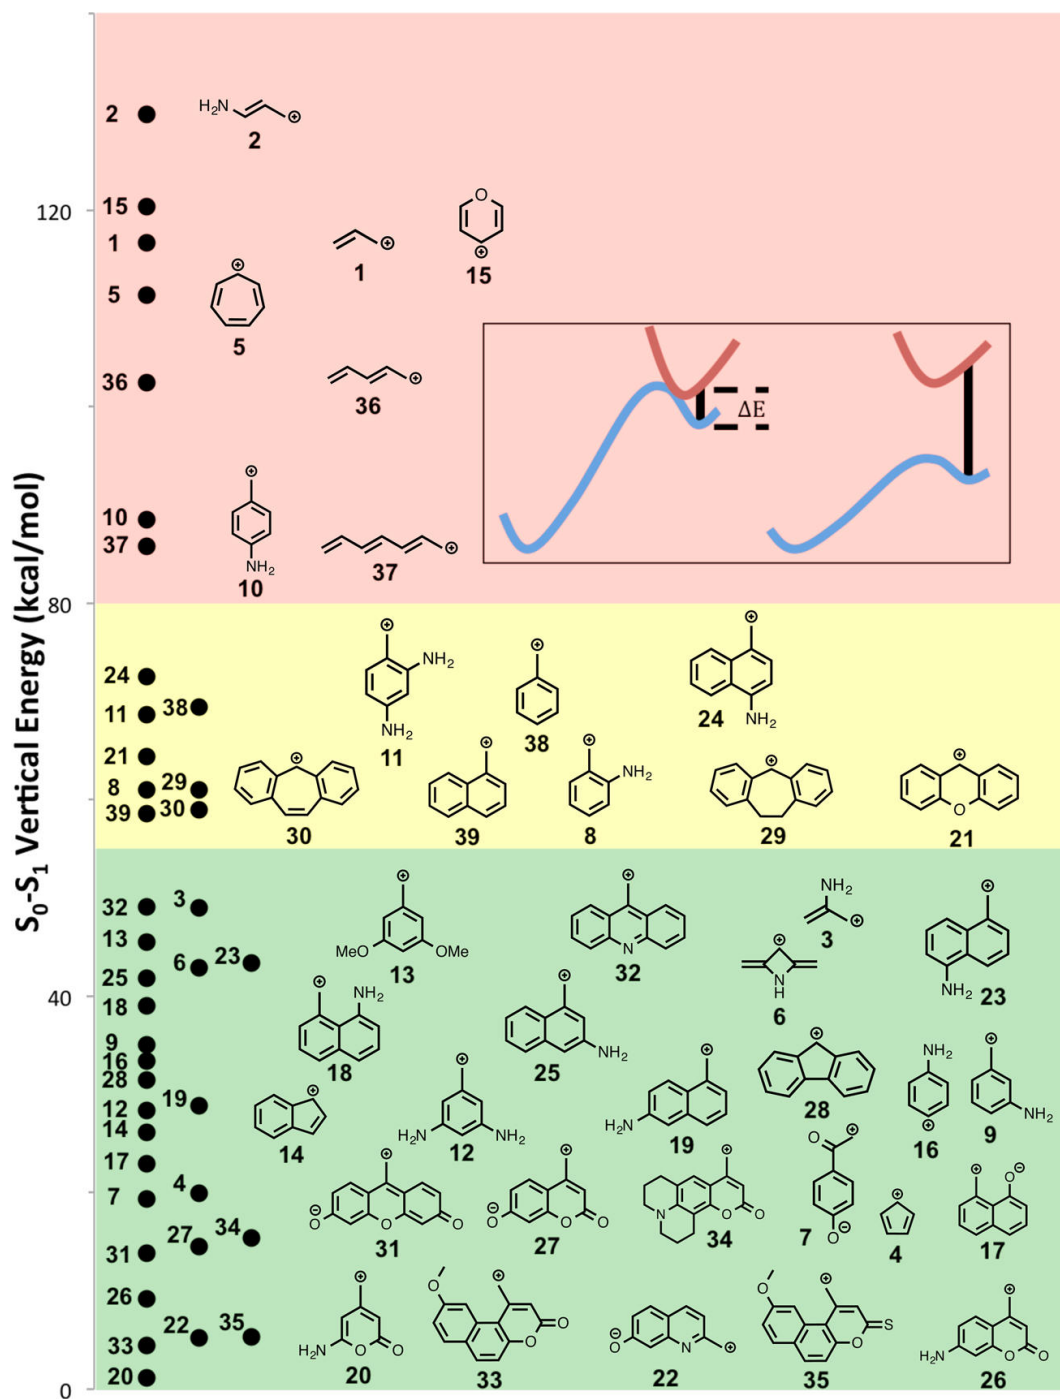 S0-S1 Vertical Energy (kcal/mol)
120
80
40
0
2
15
1
5
36
10
37
24
11
38
21
8
29
39
30
32
3
13
6
23
25
18
9
16
28
12
19
14
17
7
4
31
27
34
26
33
22
35
20
H2N
⊕
2
⊕
1
O
⊕
15
⊕
5
⊕
36
ΔE
⊕
NH2
10
⊕
37
⊕
NH2
NH2
11
⊕
38
⊕
NH2
24
⊕
30
⊕
39
⊕
NH2
8
⊕
29
⊕
O
21
⊕
MeO
OMe
13
⊕
N
32
NH2
⊕
3
⊕
N
H
6
⊕
NH2
23
⊕
NH2
18
⊕
NH2
25
⊕
28
NH2
⊕
16
⊕
NH2
9
⊕
14
⊕
H2N
NH2
12
⊕
H2N
19
⊕
⊖
O
O
O
31
⊕
⊖
O
O
O
27
⊕
N
O
O
34
⊕
O
O⊖
7
⊕
4
⊕
O⊖
17
⊕
H2N
O
O
20
⊕
O
O
O
33
⊖
O
N
⊕
22
⊕
O
O
S
35
⊕
H2N
O
O
26